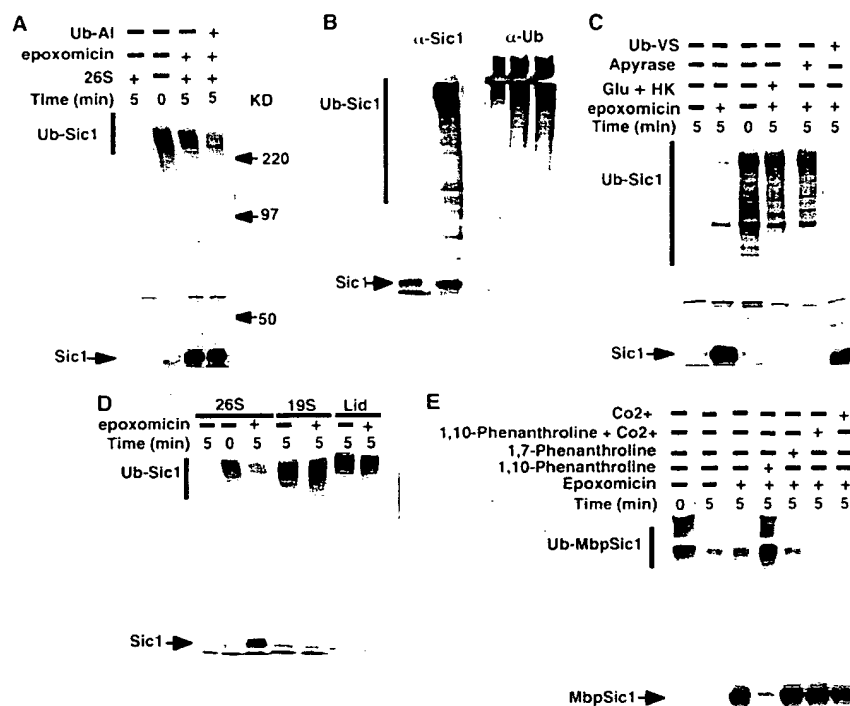 A
Ub-Al − − − +
epoxomicin − − + +
26S + − + +
Time (min) 5 0 5 5 KD
Ub-Sic1
220
97
50
Sic1
B
α-Sic1 α-Ub
Ub-Sic1
Sic1
C
Ub-VS − − − − − +
Apyrase − − − − + −
Glu + HK − − − + − −
epoxomicin − + − + + +
Time (min) 5 5 0 5 5 5
Ub-Sic1
Sic1
D
26S 19S Lid
epoxomicin − − + − + − +
Time (min) 5 0 5 5 5 5 5
Ub-Sic1
Sic1
E
Co2+ − − − − − − +
1,10-Phenanthroline + Co2+ − − − − − + −
1,7-Phenanthroline − − − − + − −
1,10-Phenanthroline − − − + − − −
Epoxomicin − − + + + + +
Time (min) 0 5 5 5 5 5 5
Ub-MbpSic1
MbpSic1